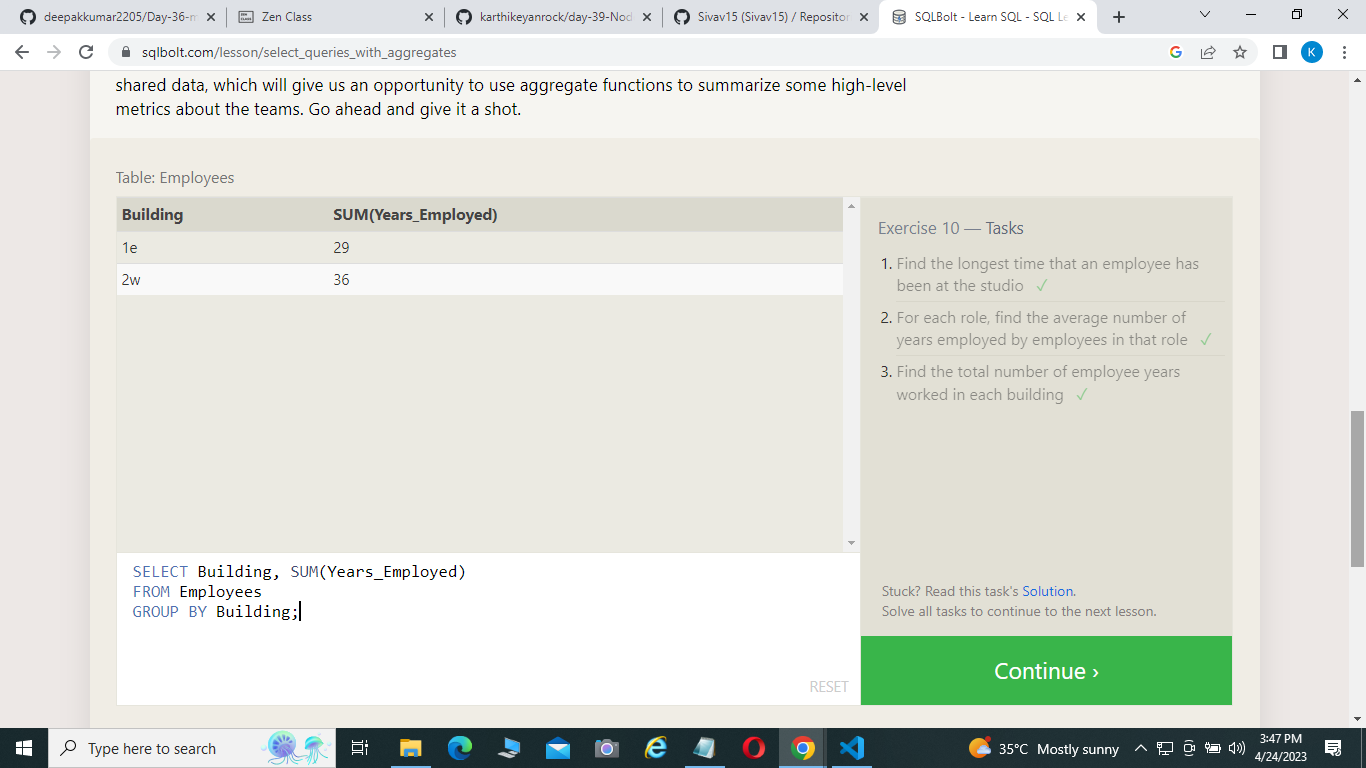 deepakkumar2205/Day-36-m
Zen Class
karthikeyanrock/day-39-Nod
Sivav15 (Sivav15) / Repositor
SQLBolt - Learn SQL - SQL Le
sqlbolt.com/lesson/select_queries_with_aggregates
K
shared data, which will give us an opportunity to use aggregate functions to summarize some high-level
metrics about the teams. Go ahead and give it a shot.
Table: Employees
Building SUM(Years_Employed)
1e 29
2w 36
Exercise 10 — Tasks
1. Find the longest time that an employee has
been at the studio ✓
2. For each role, find the average number of
years employed by employees in that role ✓
3. Find the total number of employee years
worked in each building ✓
SELECT Building, SUM(Years_Employed)
FROM Employees
GROUP BY Building;
RESET
Stuck? Read this task's Solution.
Solve all tasks to continue to the next lesson.
Continue ›
Type here to search
35°C Mostly sunny
3:47 PM
4/24/2023